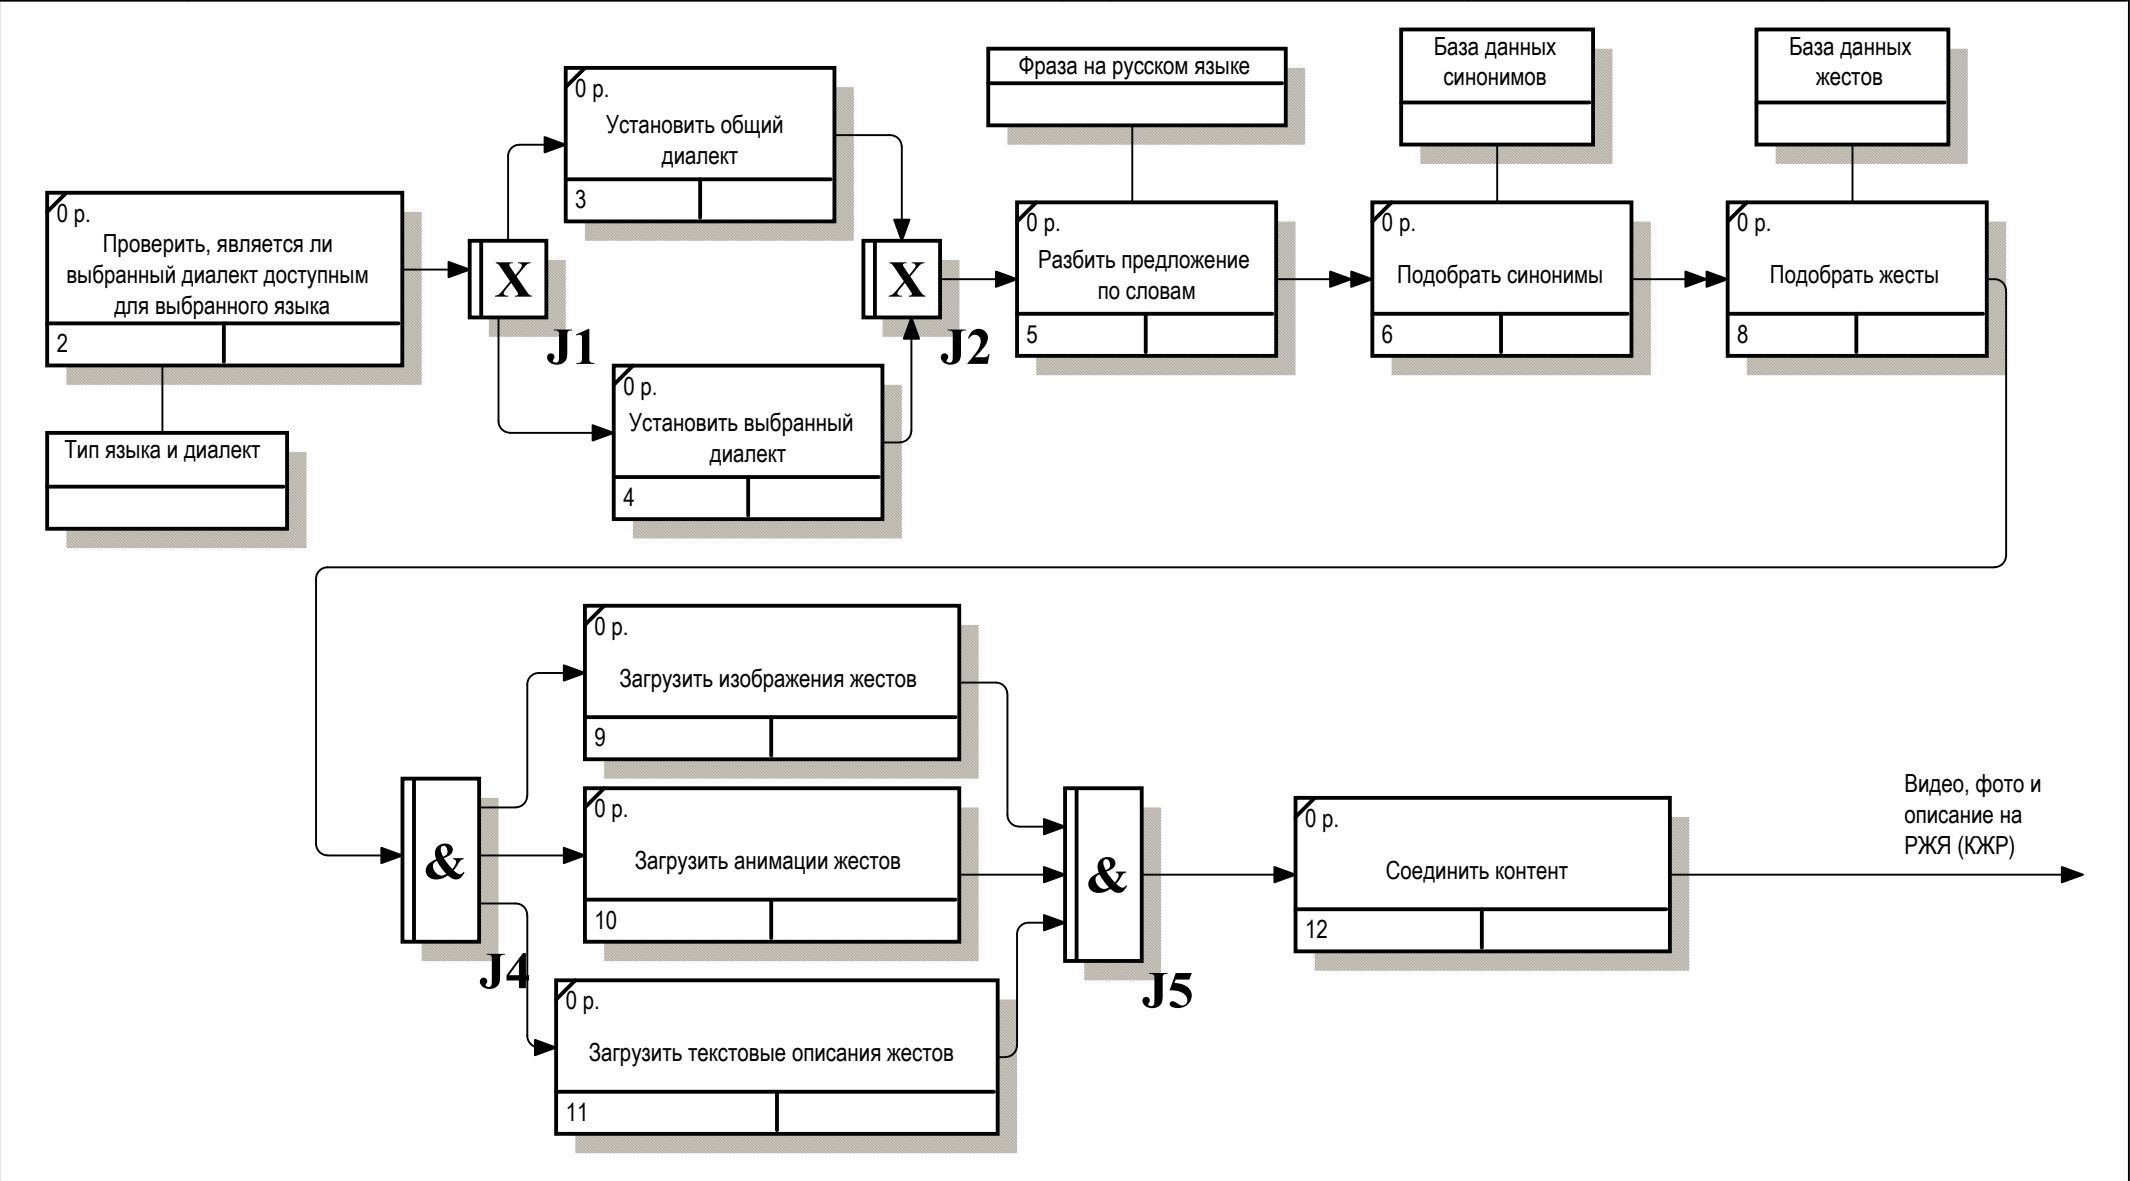 0 р.
Проверить, является ли
выбранный диалект доступным
для выбранного языка
2
Тип языка и диалект
X
J1
0 р.
Установить общий
диалект
3
0 р.
Установить выбранный
диалект
4
X
J2
Фраза на русском языке
0 р.
Разбить предложение
по словам
5
База данных
синонимов
0 р.
Подобрать синонимы
6
База данных
жестов
0 р.
Подобрать жесты
8
&
J4
0 р.
Загрузить изображения жестов
9
0 р.
Загрузить анимации жестов
10
0 р.
Загрузить текстовые описания жестов
11
&
J5
0 р.
Соединить контент
12
Видео, фото и
описание на
РЖЯ (КЖР)